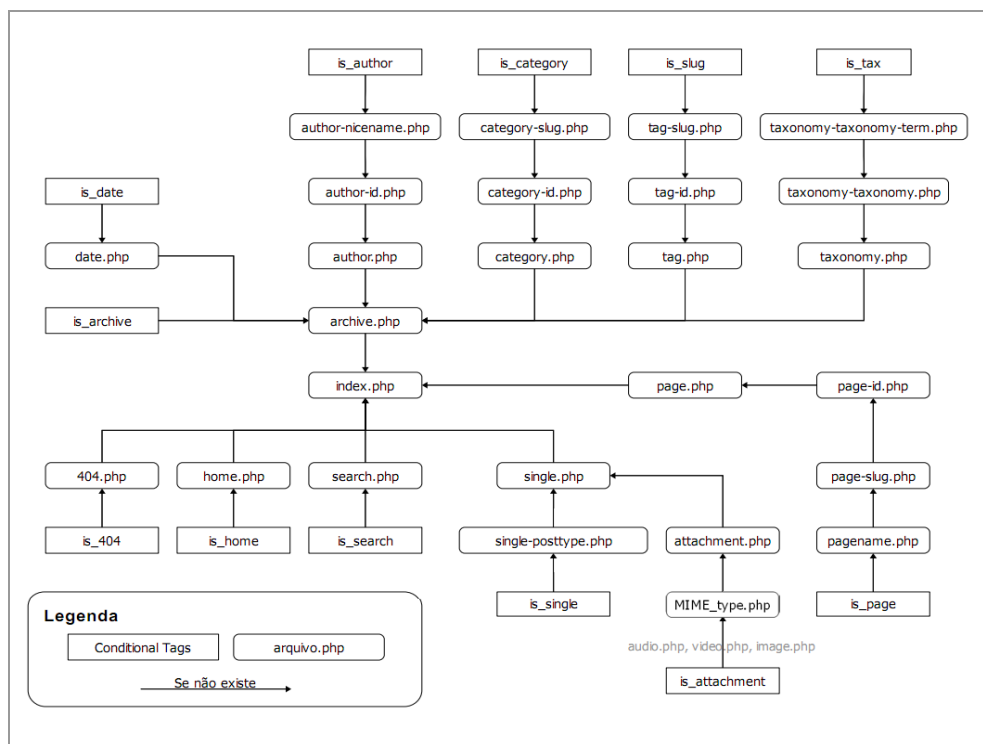 is_author
is_category
is_slug
is_tax
author-nicename.php
category-slug.php
tag-slug.php
taxonomy-taxonomy-term.php
is_date
author-id.php
category-id.php
tag-id.php
taxonomy-taxonomy.php
date.php
author.php
category.php
tag.php
taxonomy.php
is_archive
archive.php
index.php
page.php
page-id.php
404.php
home.php
search.php
single.php
page-slug.php
is_404
is_home
is_search
single-posttype.php
attachment.php
pagename.php
is_single
MIME_type.php
is_page
audio.php, video.php, image.php
is_attachment
Legenda
Conditional Tags
arquivo.php
Se não existe